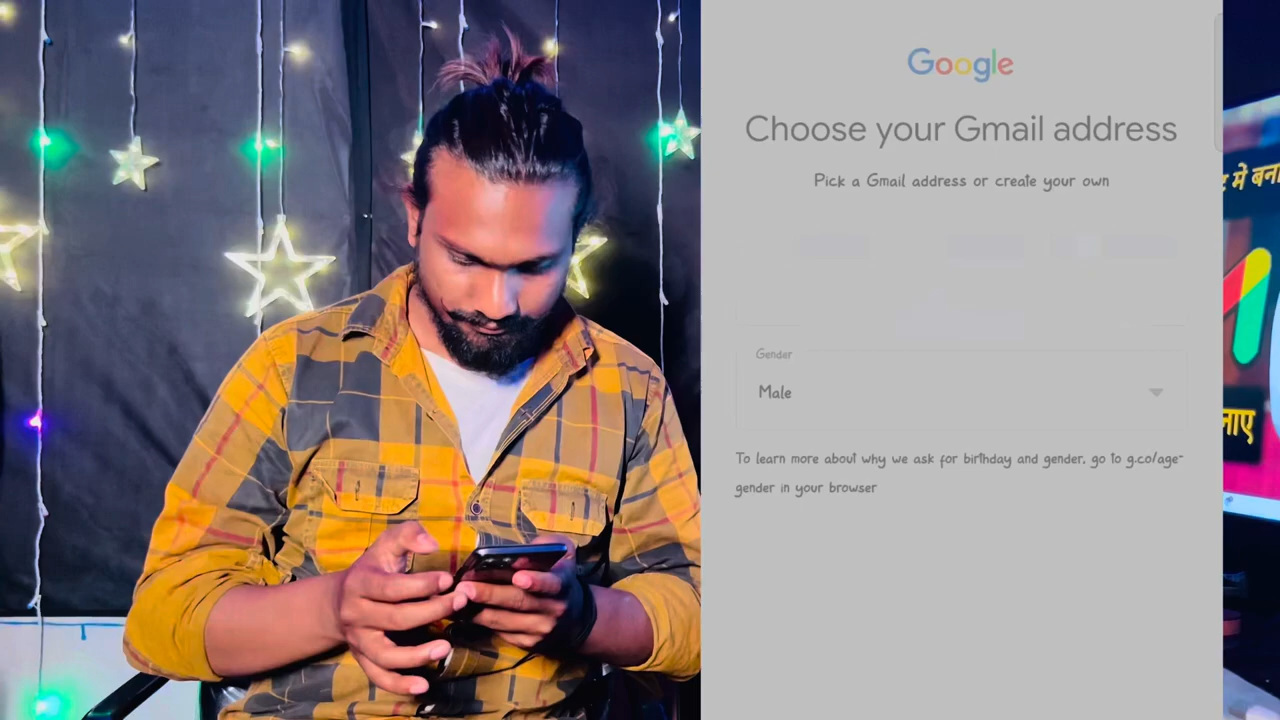 Google
Choose your Gmail address
Pick a Gmail address or create your own
Gender
Male
To learn more about why we ask for birthday and gender, go to g.co/age-
gender in your browser
में